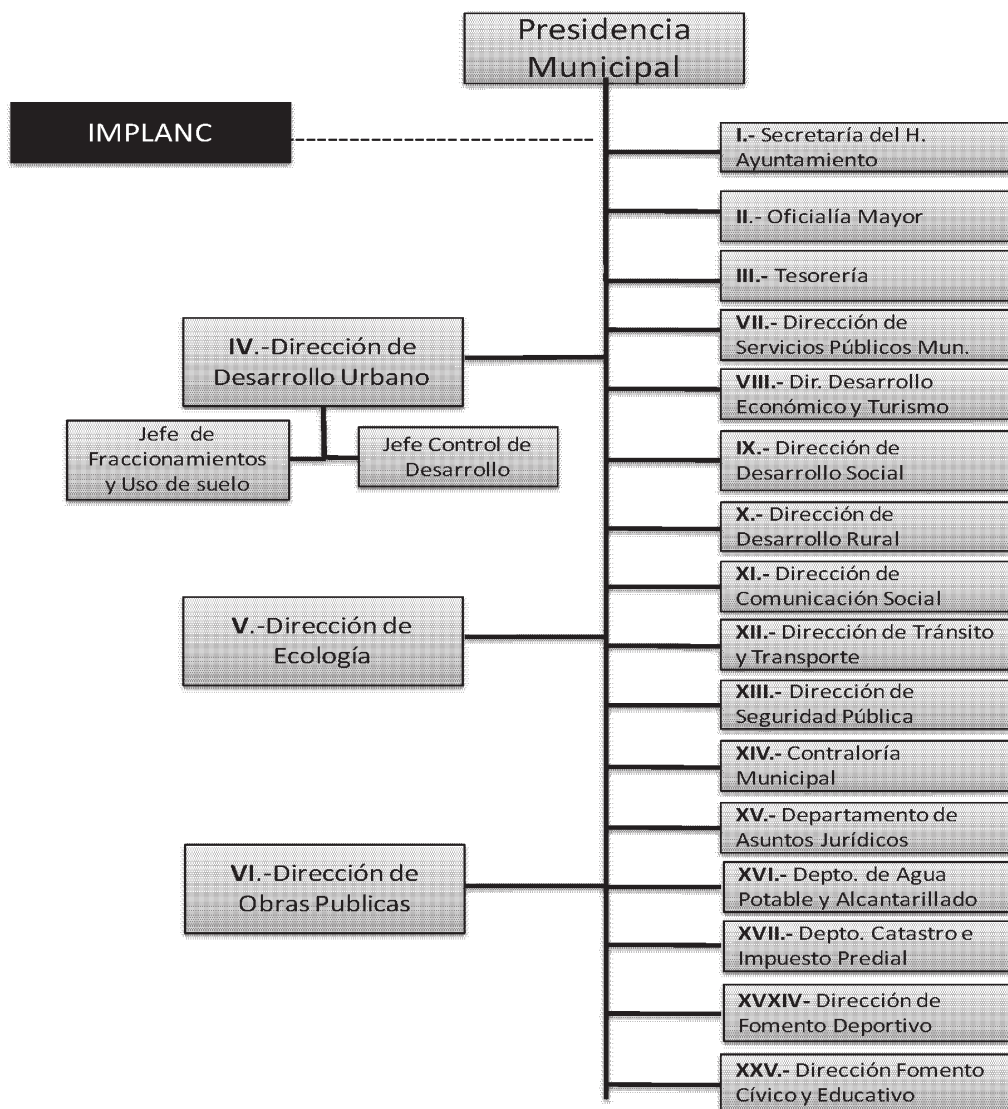 Presidencia
Municipal
IMPLANC
I.- Secretaría del H.
Ayuntamiento
II.- Oficialía Mayor
III.- Tesorería
IV.-Dirección de
Desarrollo Urbano
VII.- Dirección de
Servicios Públicos Mun.
VIII.- Dir. Desarrollo
Económico y Turismo
Jefe de
Fraccionamientos
y Uso de suelo
Jefe Control de
Desarrollo
IX.- Dirección de
Desarrollo Social
X.- Dirección de
Desarrollo Rural
XI.- Dirección de
Comunicación Social
V.-Dirección de
Ecología
XII.- Dirección de Tránsito
y Transporte
XIII.- Dirección de
Seguridad Pública
XIV.- Contraloría
Municipal
XV.- Departamento de
Asuntos Jurídicos
VI.-Dirección de
Obras Publicas
XVI.- Depto. de Agua
Potable y Alcantarillado
XVII.- Depto. Catastro e
Impuesto Predial
XVXIV- Dirección de
Fomento Deportivo
XXV.- Dirección Fomento
Cívico y Educativo